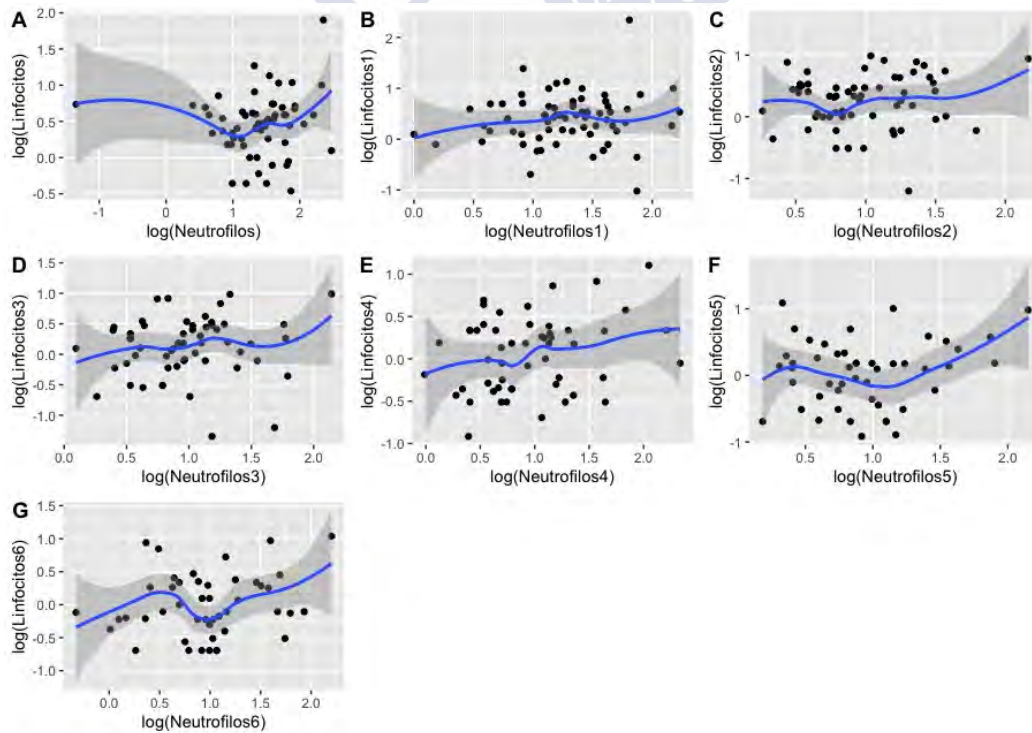 A
log(Linfocitos)
2.0
1.5
1.0
0.5
0.0
-0.5
-1 0 1 2
log(Neutrofilos)
B
log(Linfocitos1)
2
1
0
-1
0.0 0.5 1.0 1.5 2.0
log(Neutrofilos1)
C
log(Linfocitos2)
1
0
-1
0.5 1.0 1.5 2.0
log(Neutrofilos2)
D
log(Linfocitos3)
1.5
1.0
0.5
0.0
-0.5
-1.0
0.0 0.5 1.0 1.5 2.0
log(Neutrofilos3)
E
log(Linfocitos4)
1.0
0.5
0.0
-0.5
-1.0
0.0 0.5 1.0 1.5 2.0
log(Neutrofilos4)
F
log(Linfocitos5)
1
0
-1
0.5 1.0 1.5 2.0
log(Neutrofilos5)
G
log(Linfocitos6)
1.5
1.0
0.5
0.0
-0.5
-1.0
0.0 0.5 1.0 1.5 2.0
log(Neutrofilos6)